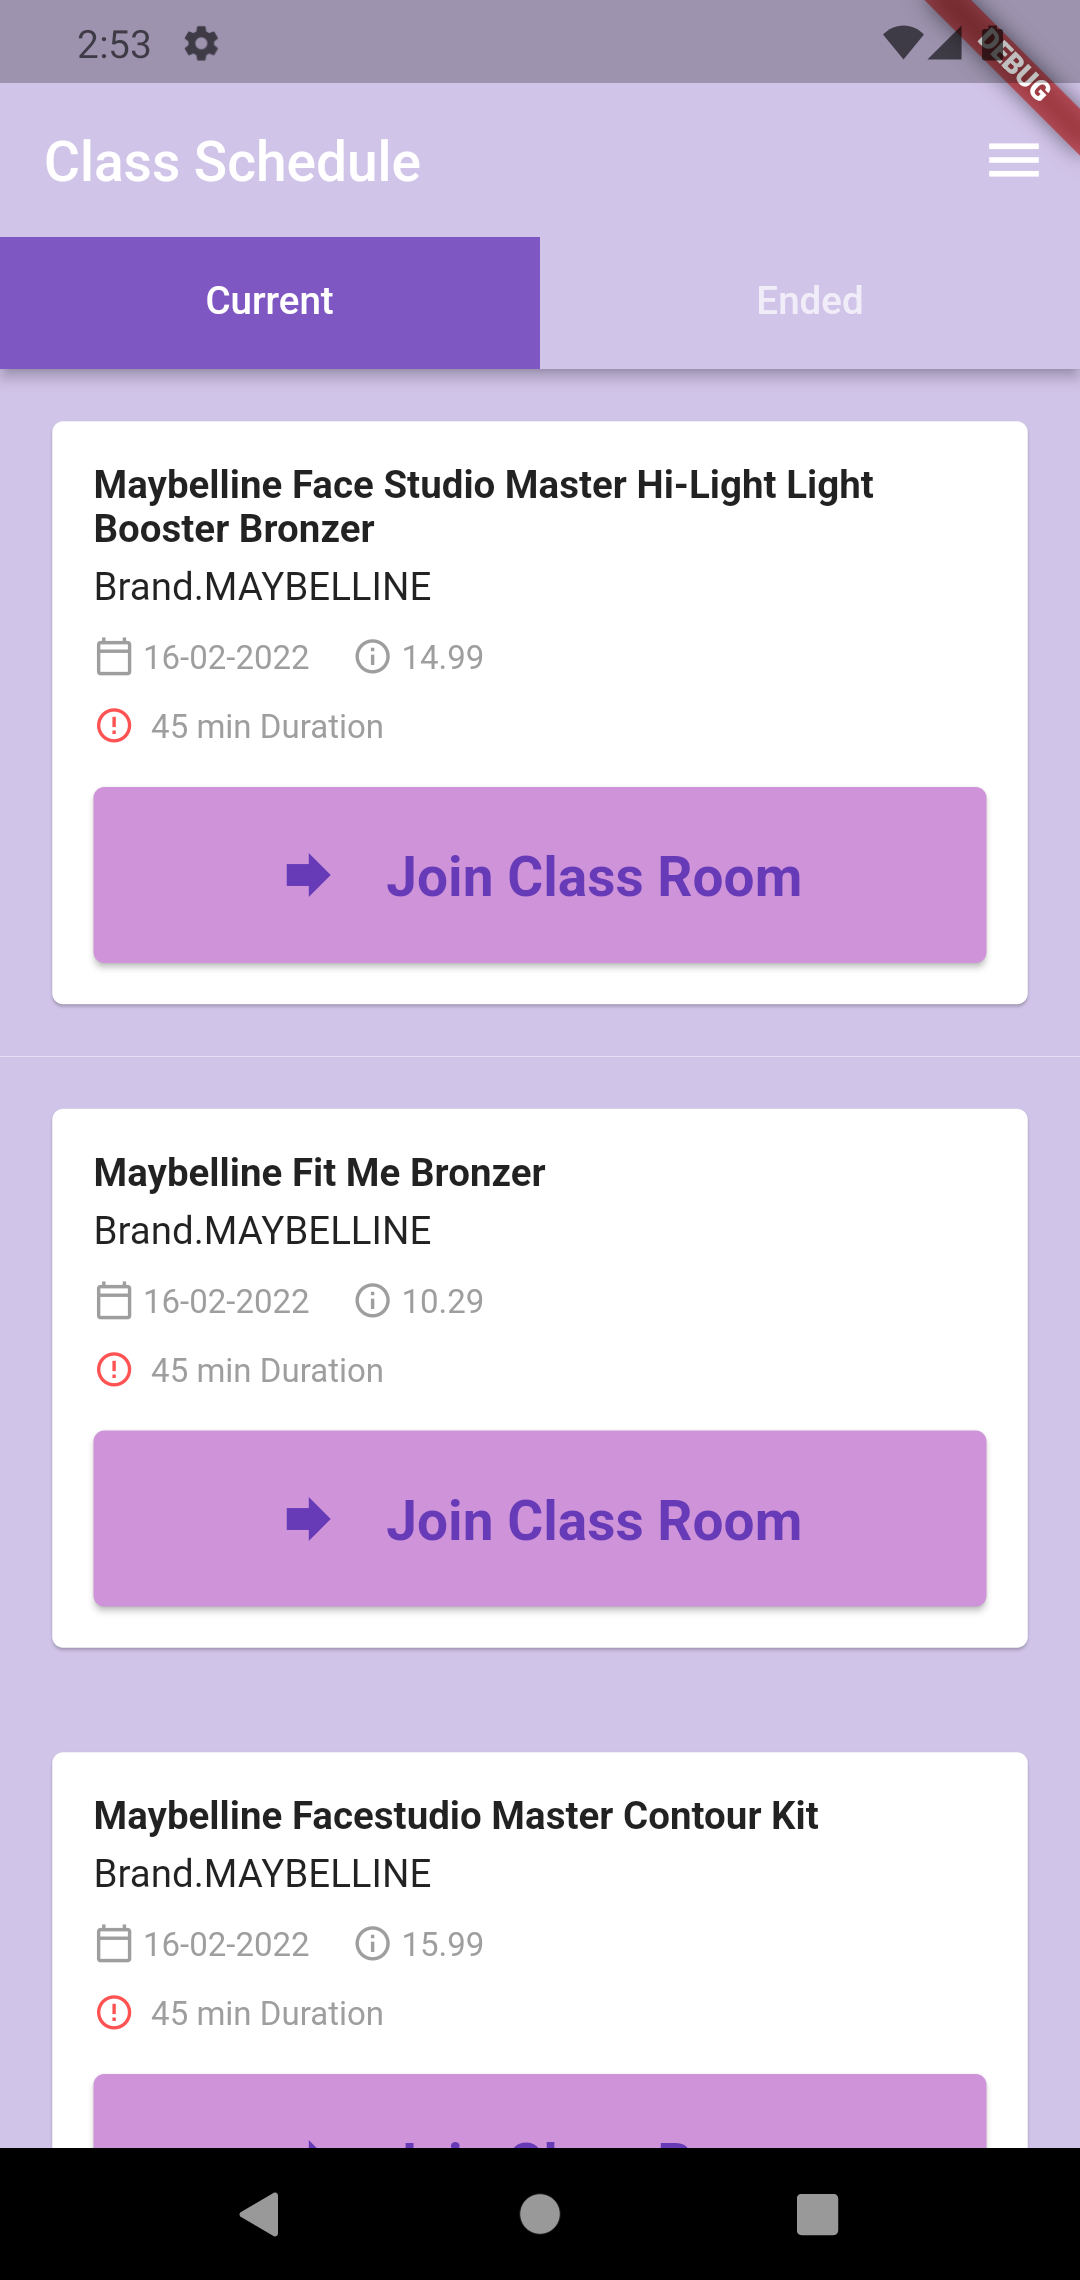 2:53
DEBUG
Class Schedule
Current
Ended
Maybelline Face Studio Master Hi-Light Light
Booster Bronzer
Brand.MAYBELLINE
16-02-2022 14.99
45 min Duration
Join Class Room
Maybelline Fit Me Bronzer
Brand.MAYBELLINE
16-02-2022 10.29
45 min Duration
Join Class Room
Maybelline Facestudio Master Contour Kit
Brand.MAYBELLINE
16-02-2022 15.99
45 min Duration